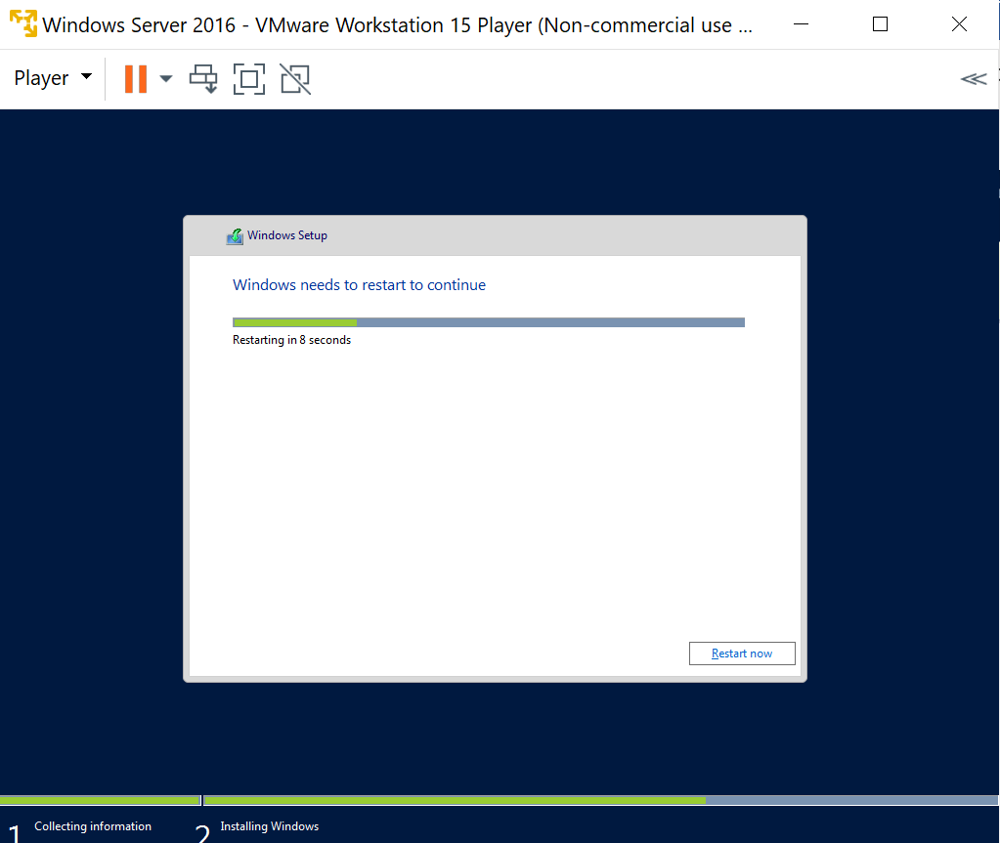 Windows Server 2016 - VMware Workstation 15 Player (Non-commercial use ...
Player
Windows Setup
Windows needs to restart to continue
Restarting in 8 seconds
Restart now
1 Collecting information
2 Installing Windows